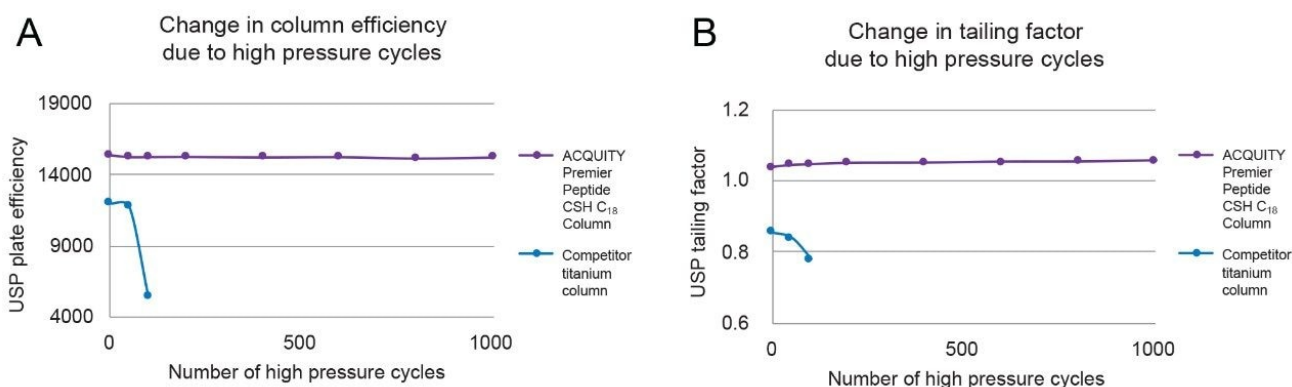 A
Change in column efficiency
due to high pressure cycles
19000
14000
9000
4000
USP plate efficiency
0
500
1000
Number of high pressure cycles
ACQUITY
Premier
Peptide
CSH C₁₈
Column
Competitor
titanium
column
B
Change in tailing factor
due to high pressure cycles
1.2
1.0
0.8
0.6
USP tailing factor
0
500
1000
Number of high pressure cycles
ACQUITY
Premier
Peptide
CSH C₁₈
Column
Competitor
titanium
column